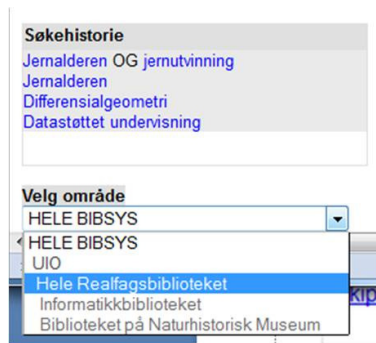 Søkehistorie
Jernalderen OG jernutvinning
Jernalderen
Differensialgeometri
Datastøttet undervisning
Velg område
HELE BIBSYS
HELE BIBSYS
UIO
Hele Realfagsbiblioteket
Informatikkbiblioteket
Biblioteket på Naturhistorisk Museum